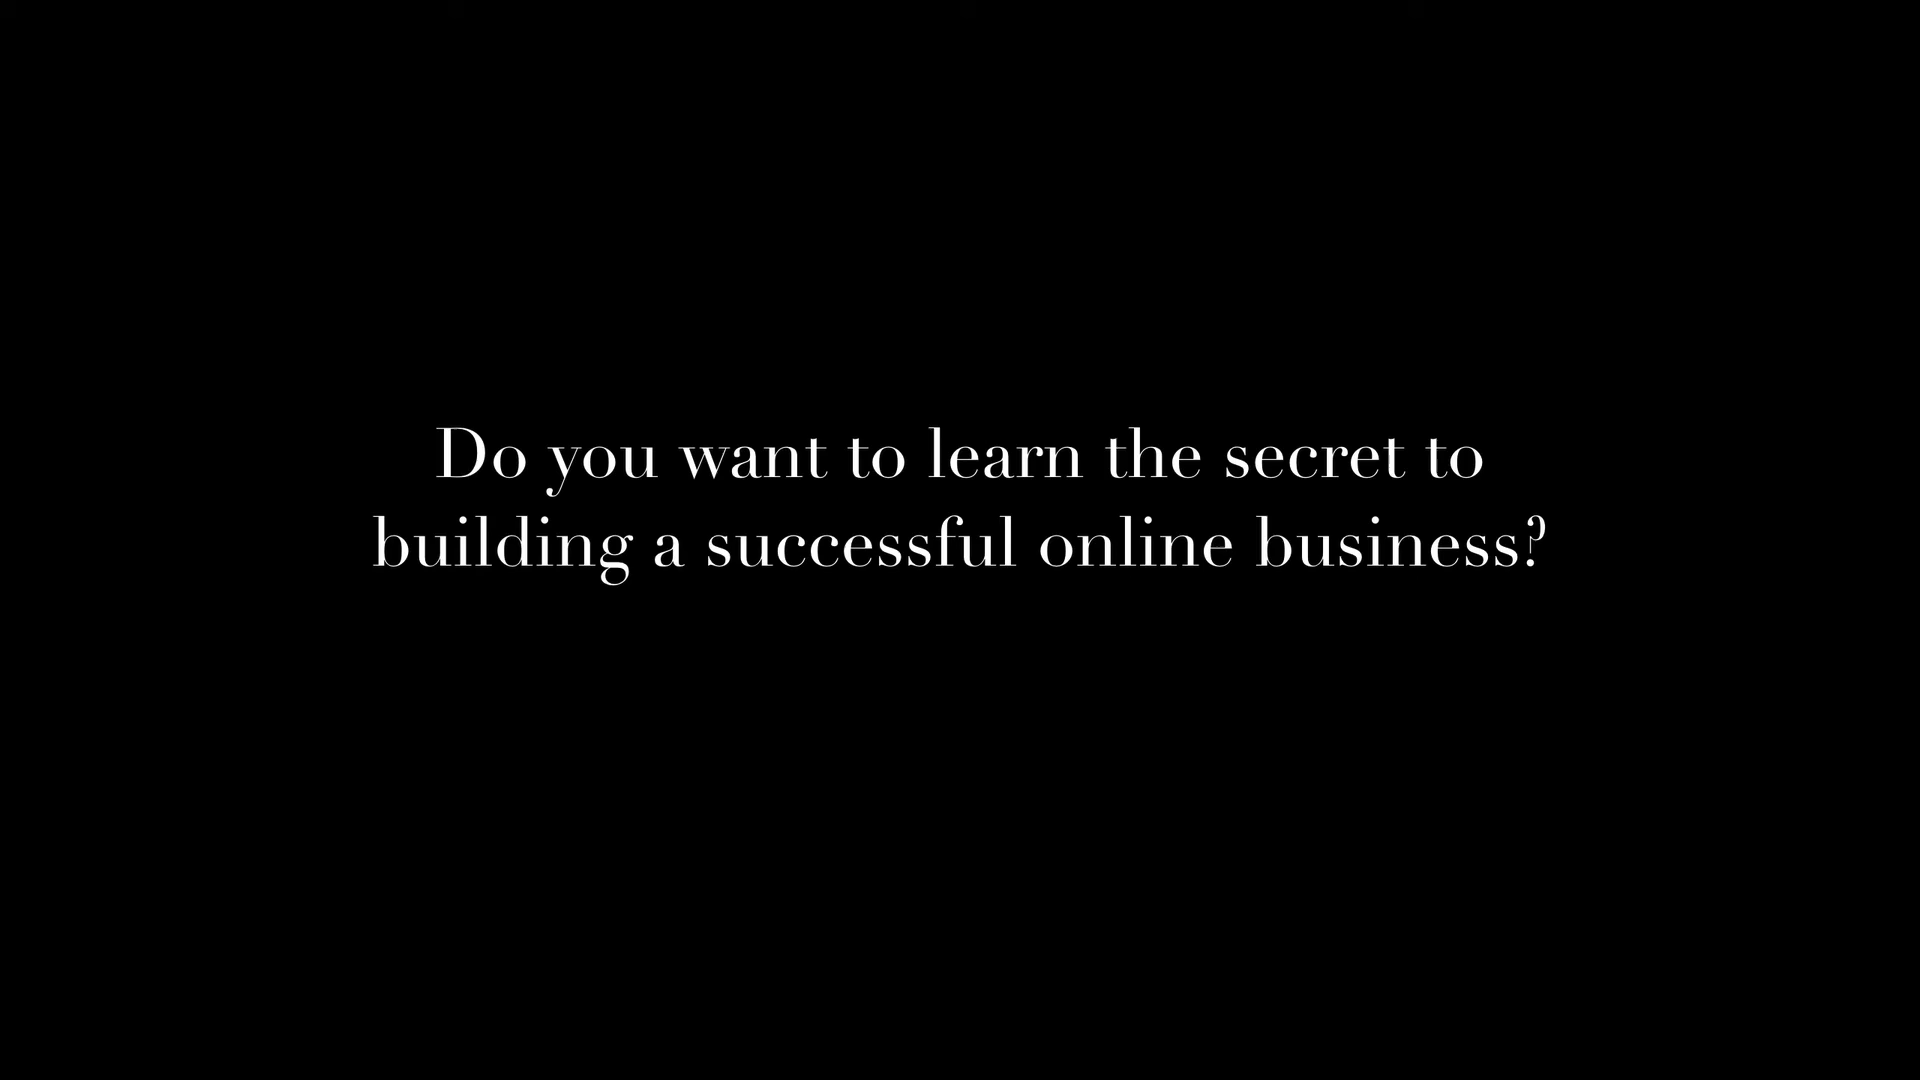 Do you want to learn the secret to
building a successful online business?